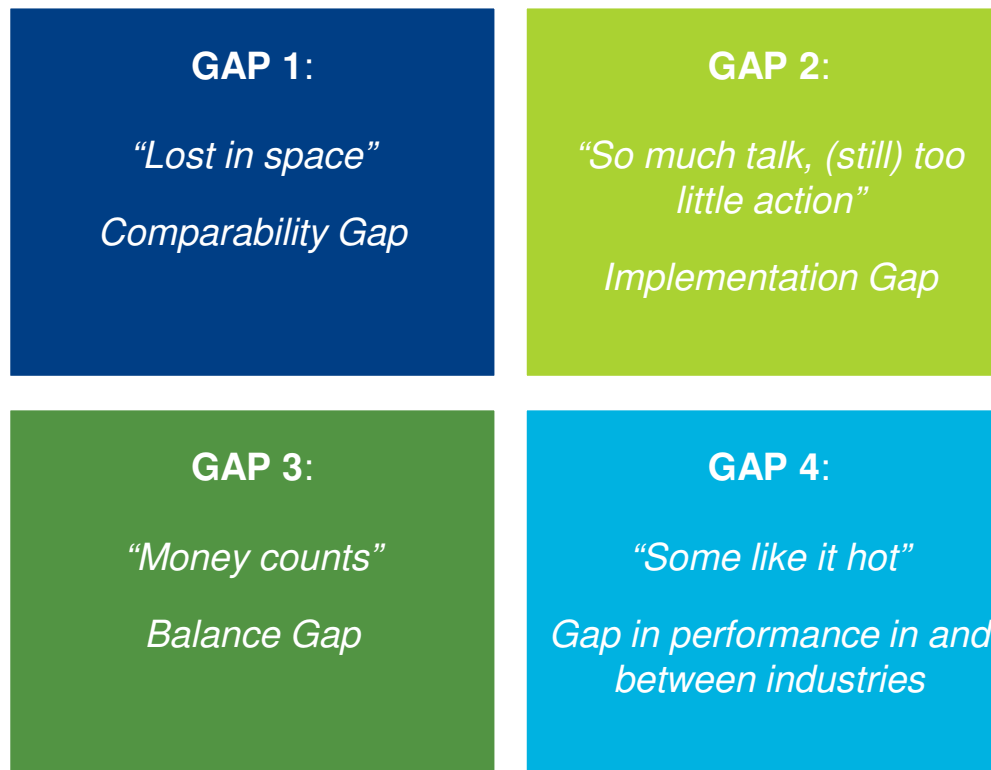 GAP 1:
“Lost in space”
Comparability Gap
GAP 2:
“So much talk, (still) too
little action”
Implementation Gap
GAP 3:
“Money counts”
Balance Gap
GAP 4:
“Some like it hot”
Gap in performance in and
between industries